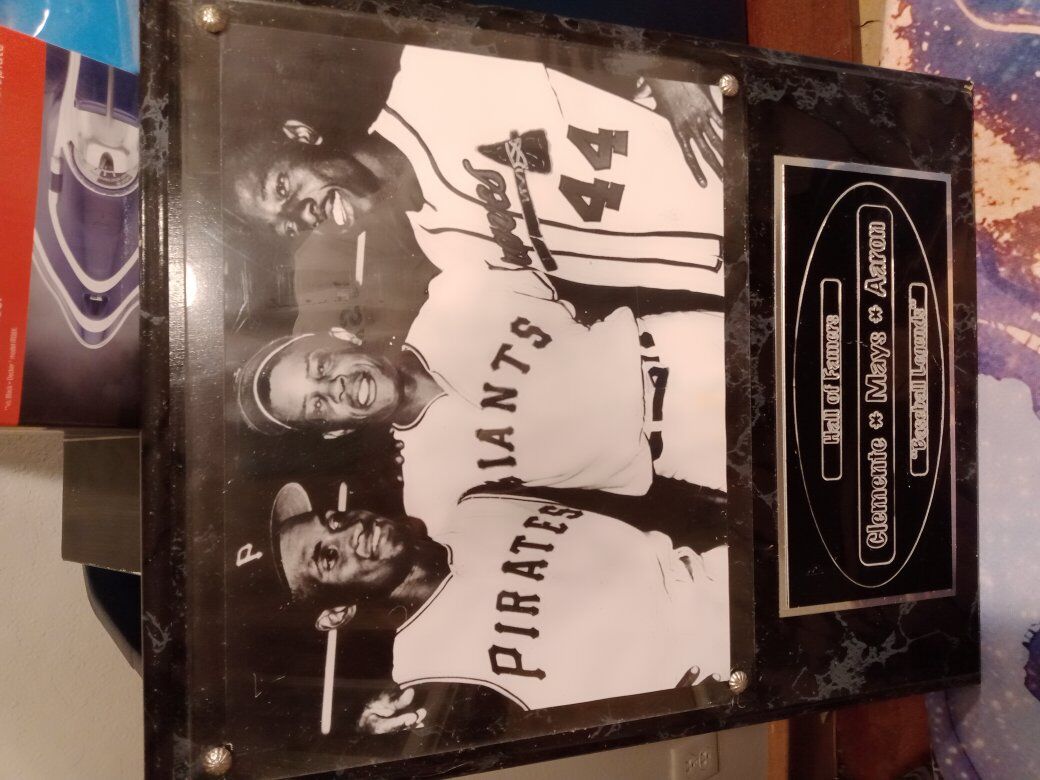 P
PIRATES
GIANTS
Braves
44
Hall of Famers
Clemente * Mays * Aaron
"Baseball Legends"